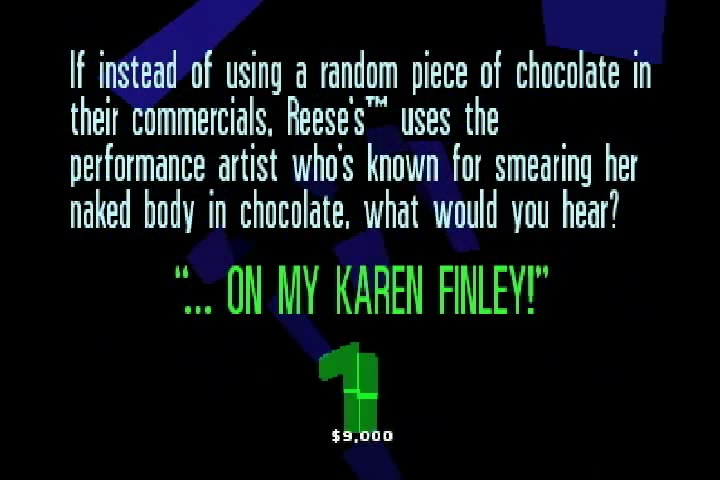 If instead of using a random piece of chocolate in
their commercials, Reese's™ uses the
performance artist who's known for smearing her
naked body in chocolate, what would you hear?
“... ON MY KAREN FINLEY!”
1
$9,000